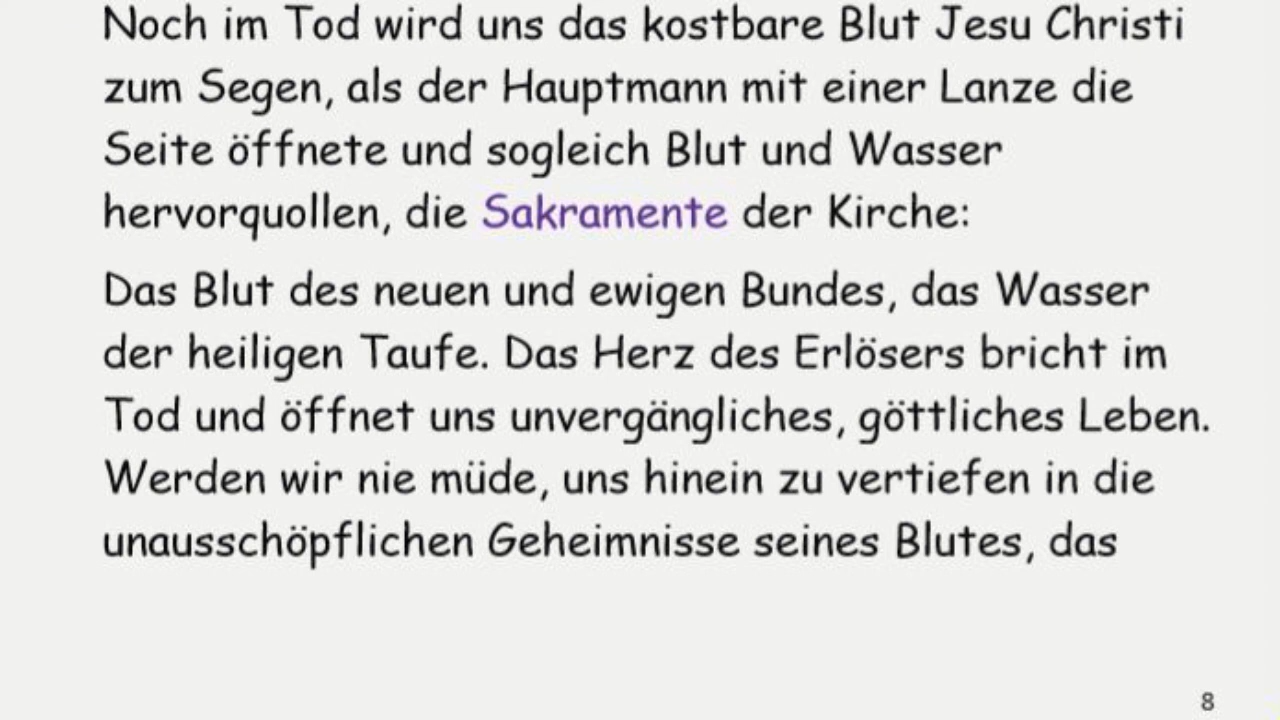 Noch im Tod wird uns das kostbare Blut Jesu Christi
zum Segen, als der Hauptmann mit einer Lanze die
Seite öffnete und sogleich Blut und Wasser
hervorquollen, die Sakramente der Kirche:
Das Blut des neuen und ewigen Bundes, das Wasser
der heiligen Taufe. Das Herz des Erlösers bricht im
Tod und öffnet uns unvergängliches, göttliches Leben.
Werden wir nie müde, uns hinein zu vertiefen in die
unausschöpflichen Geheimnisse seines Blutes, das
8